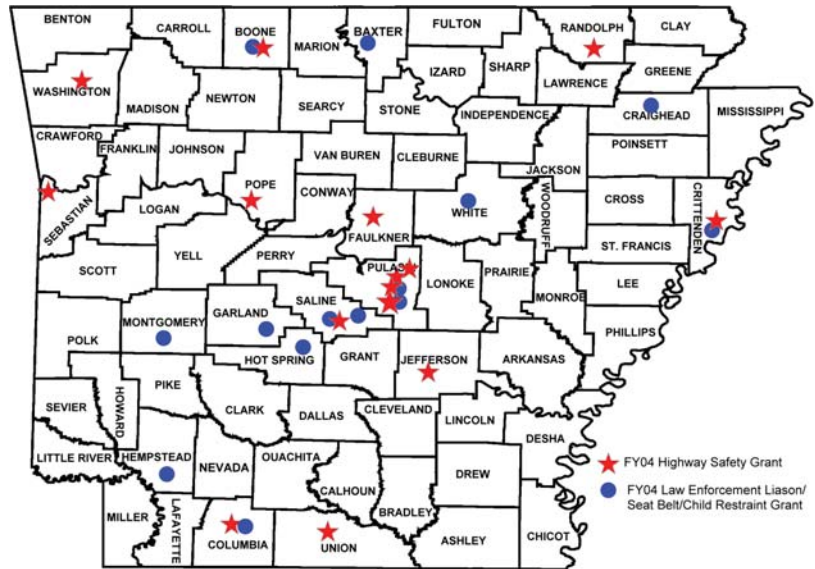 BENTON
CARROLL
BOONE
MARION
BAXTER
FULTON
RANDOLPH
CLAY
SHARP
IZARD
LAWRENCE
GREENE
WASHINGTON
MADISON
NEWTON
SEARCY
STONE
INDEPENDENCE
CRAIGHEAD
MISSISSIPPI
CRAWFORD
FRANKLIN
JOHNSON
VAN BUREN
CLEBURNE
JACKSON
POINSETT
POPE
CONWAY
WHITE
WOODRUFF
CROSS
CRITTENDEN
SEBASTIAN
LOGAN
FAULKNER
ST. FRANCIS
SCOTT
YELL
PERRY
PULAS
LONOKE
PRAIRIE
MONROE
LEE
POLK
MONTGOMERY
GARLAND
SALINE
PHILLIPS
HOT SPRING
GRANT
JEFFERSON
ARKANSAS
HOWARD
PIKE
SEVIER
CLARK
DALLAS
CLEVELAND
LINCOLN
DESHA
LITTLE RIVER
HEMPSTEAD
NEVADA
OUACHITA
CALHOUN
BRADLEY
DREW
MILLER
LAFAYETTE
COLUMBIA
UNION
ASHLEY
CHICOT
FY04 Highway Safety Grant
FY04 Law Enforcement Liason/
Seat Belt/Child Restraint Grant